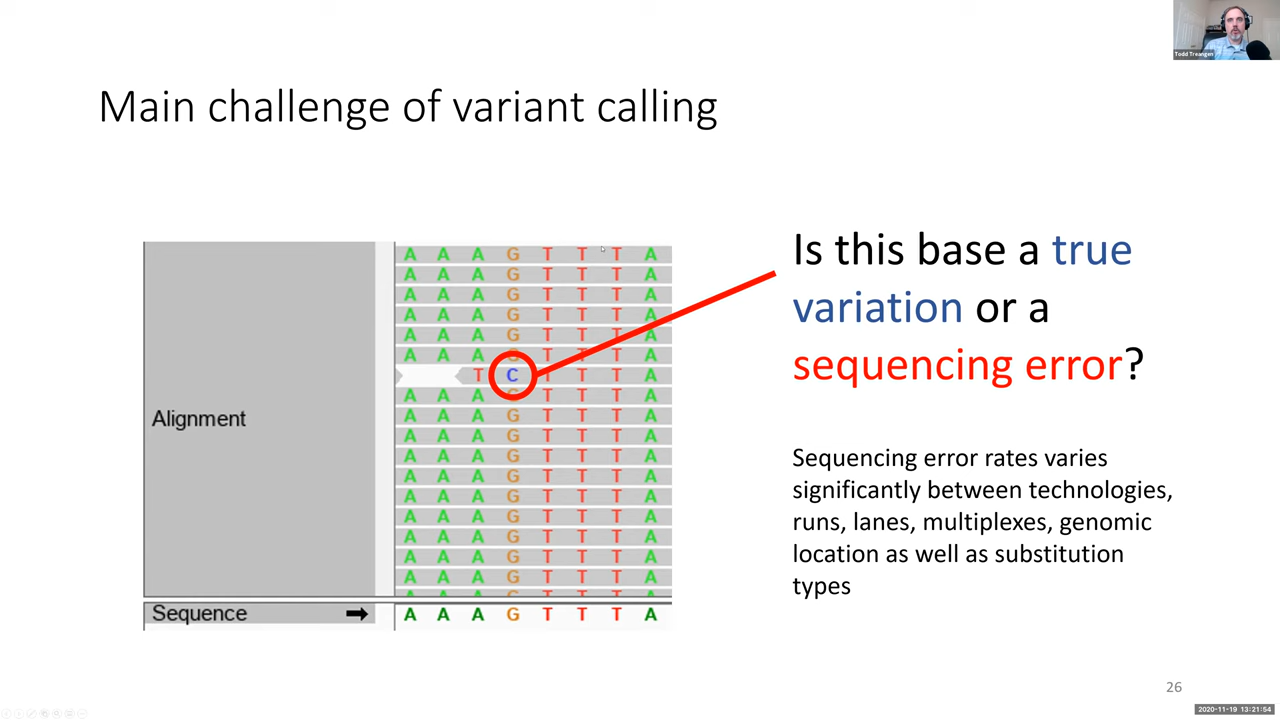 Todd Treangen
Main challenge of variant calling
A A A G T T T A
A A A G T T T A
A A A G T T T A
A A A G T T T A
A A A G T T T A
A A A G T T T A
T C T T T A
A A A G T T T A
A A A G T T T A
Alignment
A A A G T T T A
A A A G T T T A
A A A G T T T A
A A A G T T T A
A A A G T T T A
A A A G T T T A
A A A G T T T A
A A A G T T T A
Sequence A A A G T T T A
Is this base a true
variation or a
sequencing error?
Sequencing error rates varies
significantly between technologies,
runs, lanes, multiplexes, genomic
location as well as substitution
types
26
2020-11-19 13:21:54